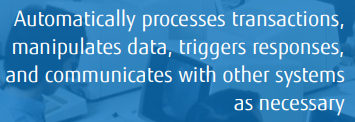 Automatically processes transactions,
manipulates data, triggers responses,
and communicates with other systems
as necessary